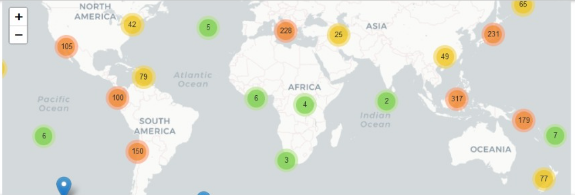 +
−
NORTH
AMERICA
65
42
5
228
25
ASIA
231
105
49
79
Atlantic
Ocean
AFRICA
Pacific
Ocean
100
6
4
2
317
Indian
Ocean
179
SOUTH
AMERICA
6
7
150
OCEANIA
3
77